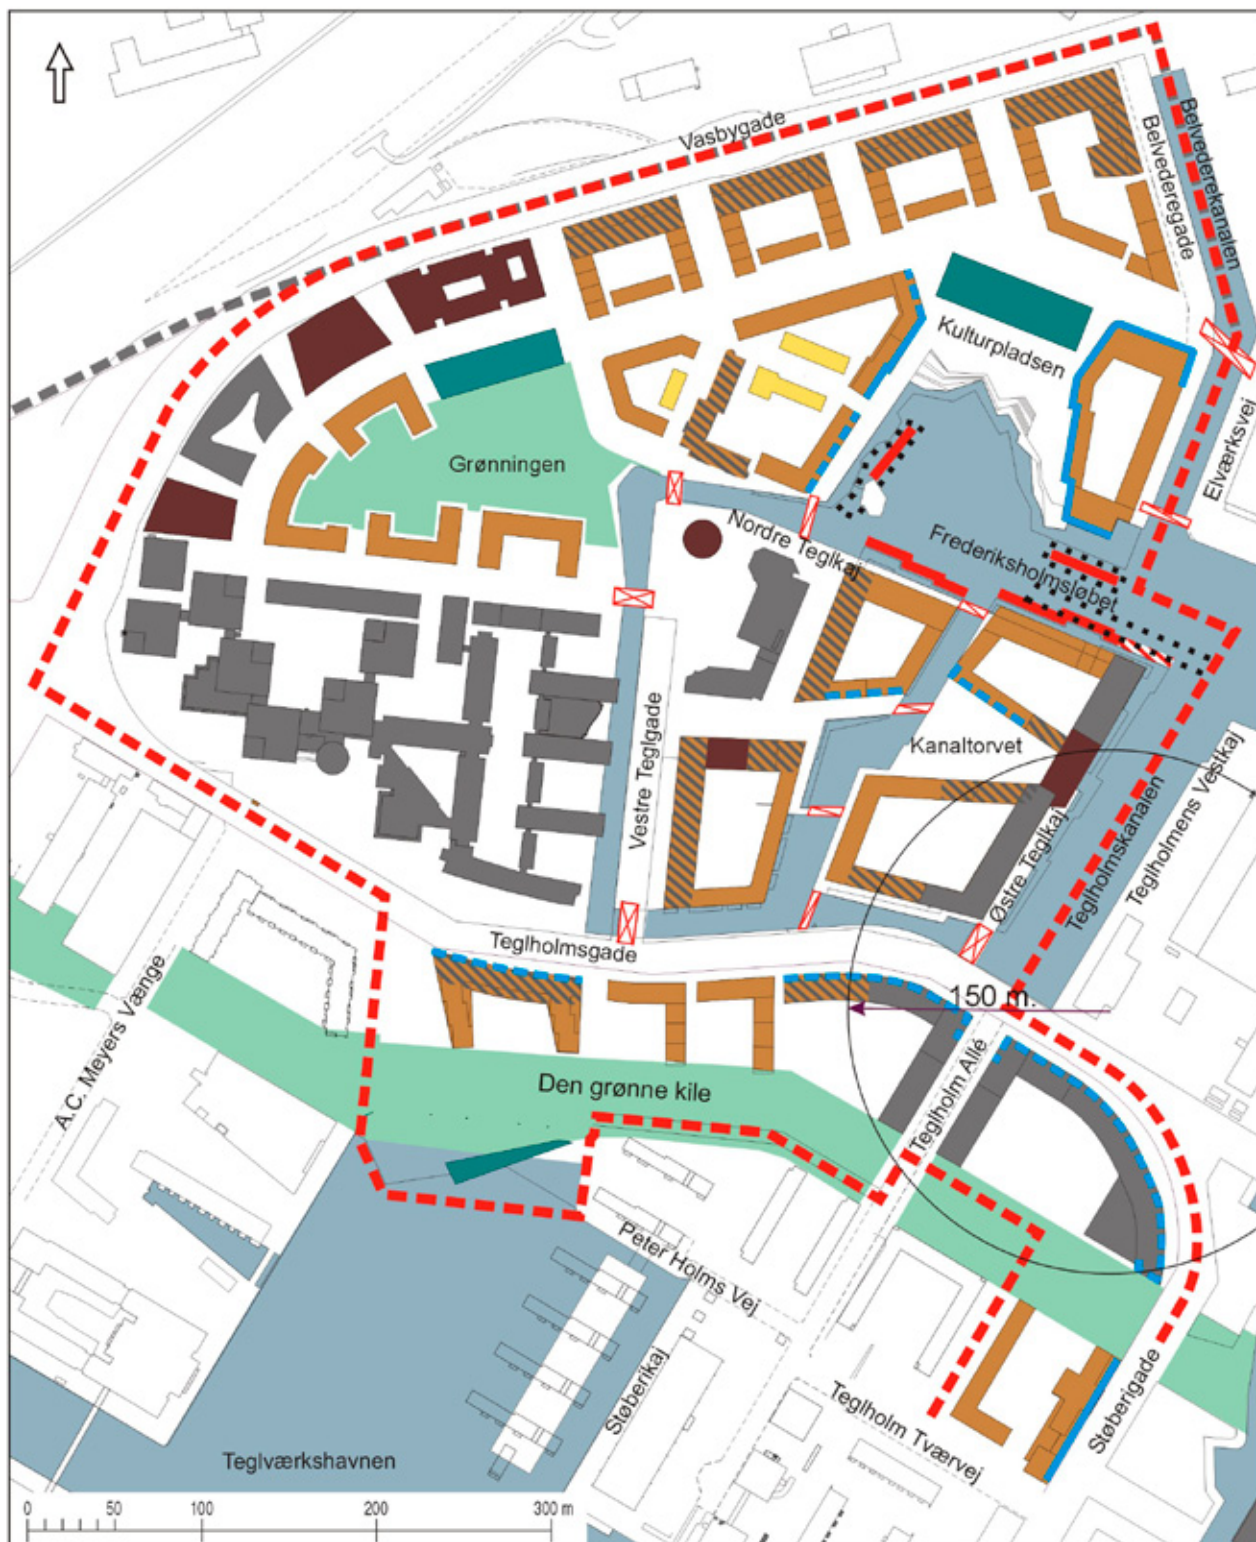 Vasbygade
Belvederegade
Belvederekanalen
Kulturpladsen
Elværksvej
Grønningen
Nordre Teglkaj
Frederiksholmsløbet
Kanaltorvet
Vestre Teglgade
Østre Teglkaj
Teglholmskanalen
Teglholmens Vestkaj
Teglholmsgade
150 m.
A.C. Meyers Vænge
Den grønne kile
Teglholm Allé
Peter Holms Vej
Støberikaj
Teglholm Tværvej
Støberigade
Teglværkshavnen
0 50 100 200 300 m